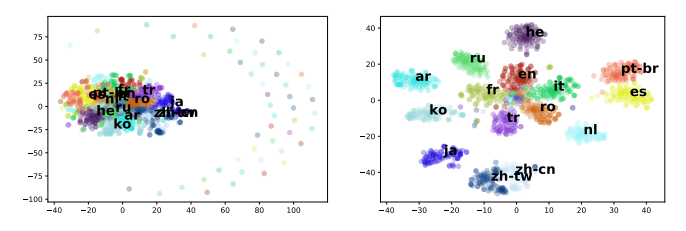 75
50
25
0
−25
−50
−75
−100
−40 −20 0 20 40 60 80 100
fr
tr
ro
ja
he
ru
ar
ko
40
20
0
−20
−40
−40 −30 −20 −10 0 10 20 30 40
he
ru
ar
en
pt-br
fr
it
es
ko
ro
tr
nl
ja
zh-cn
zh-tw